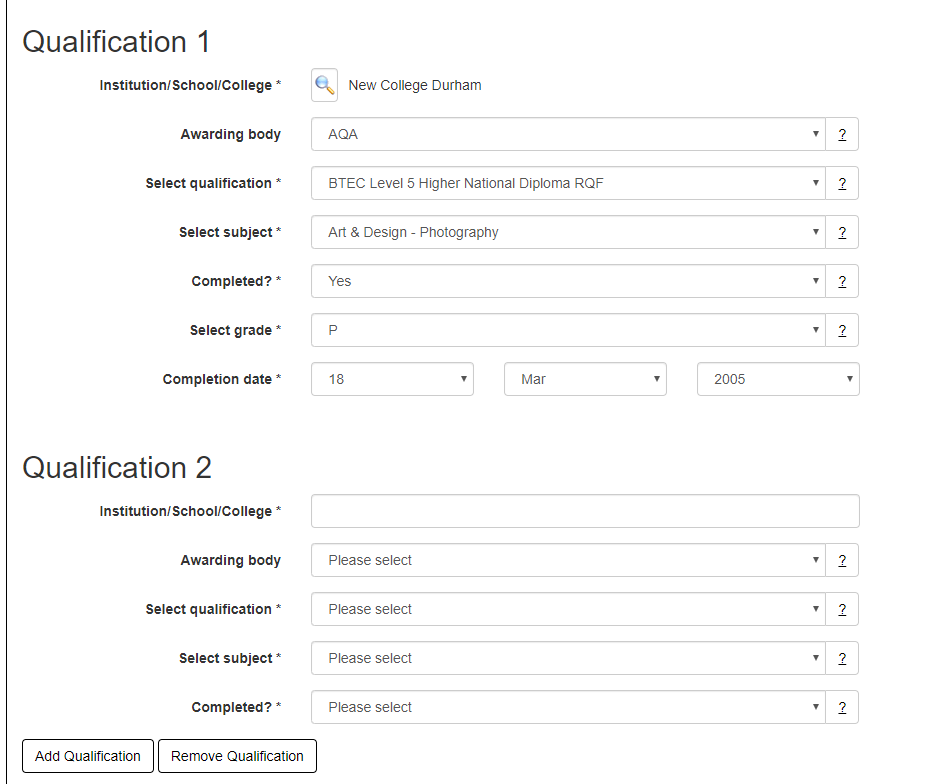 Qualification 1
Institution/School/College * New College Durham
Awarding body AQA ?
Select qualification * BTEC Level 5 Higher National Diploma RQF ?
Select subject * Art & Design - Photography ?
Completed? * Yes ?
Select grade * P ?
Completion date * 18 Mar 2005
Qualification 2
Institution/School/College *
Awarding body Please select ?
Select qualification * Please select ?
Select subject * Please select ?
Completed? * Please select ?
Add Qualification Remove Qualification